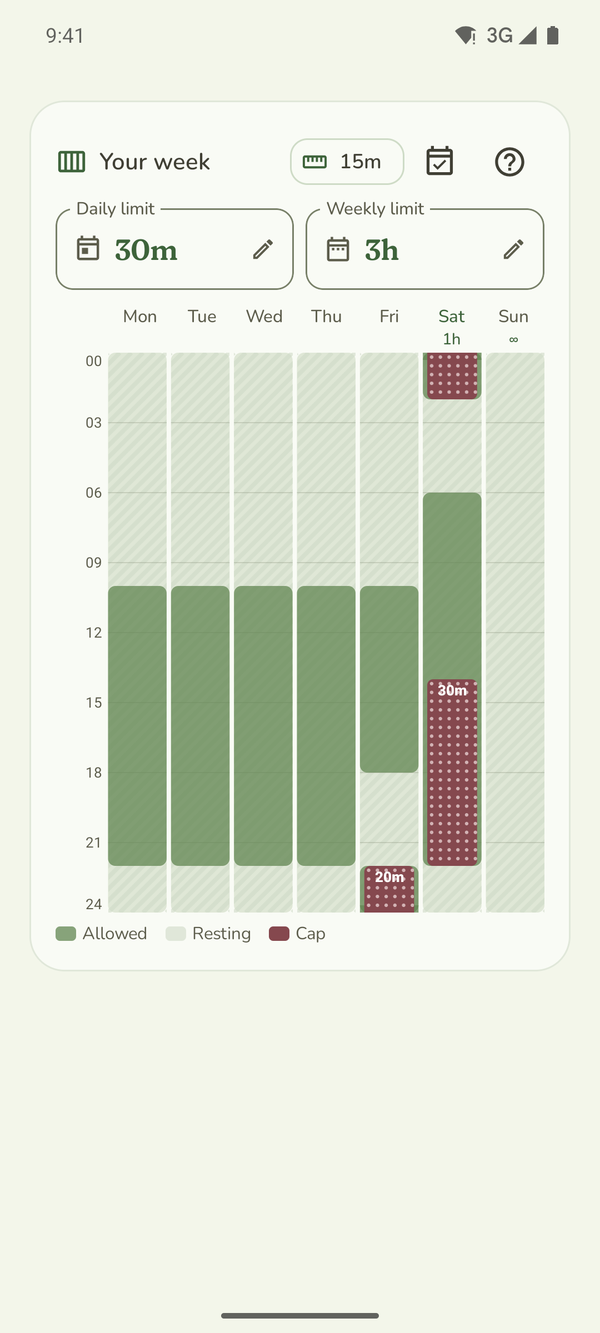 9:41
3G
Your week
15m
Daily limit
Weekly limit
30m
3h
Mon Tue Wed Thu Fri Sat Sun
1h ∞
00
03
06
09
12
30m
15
18
21
20m
24
Allowed Resting Cap